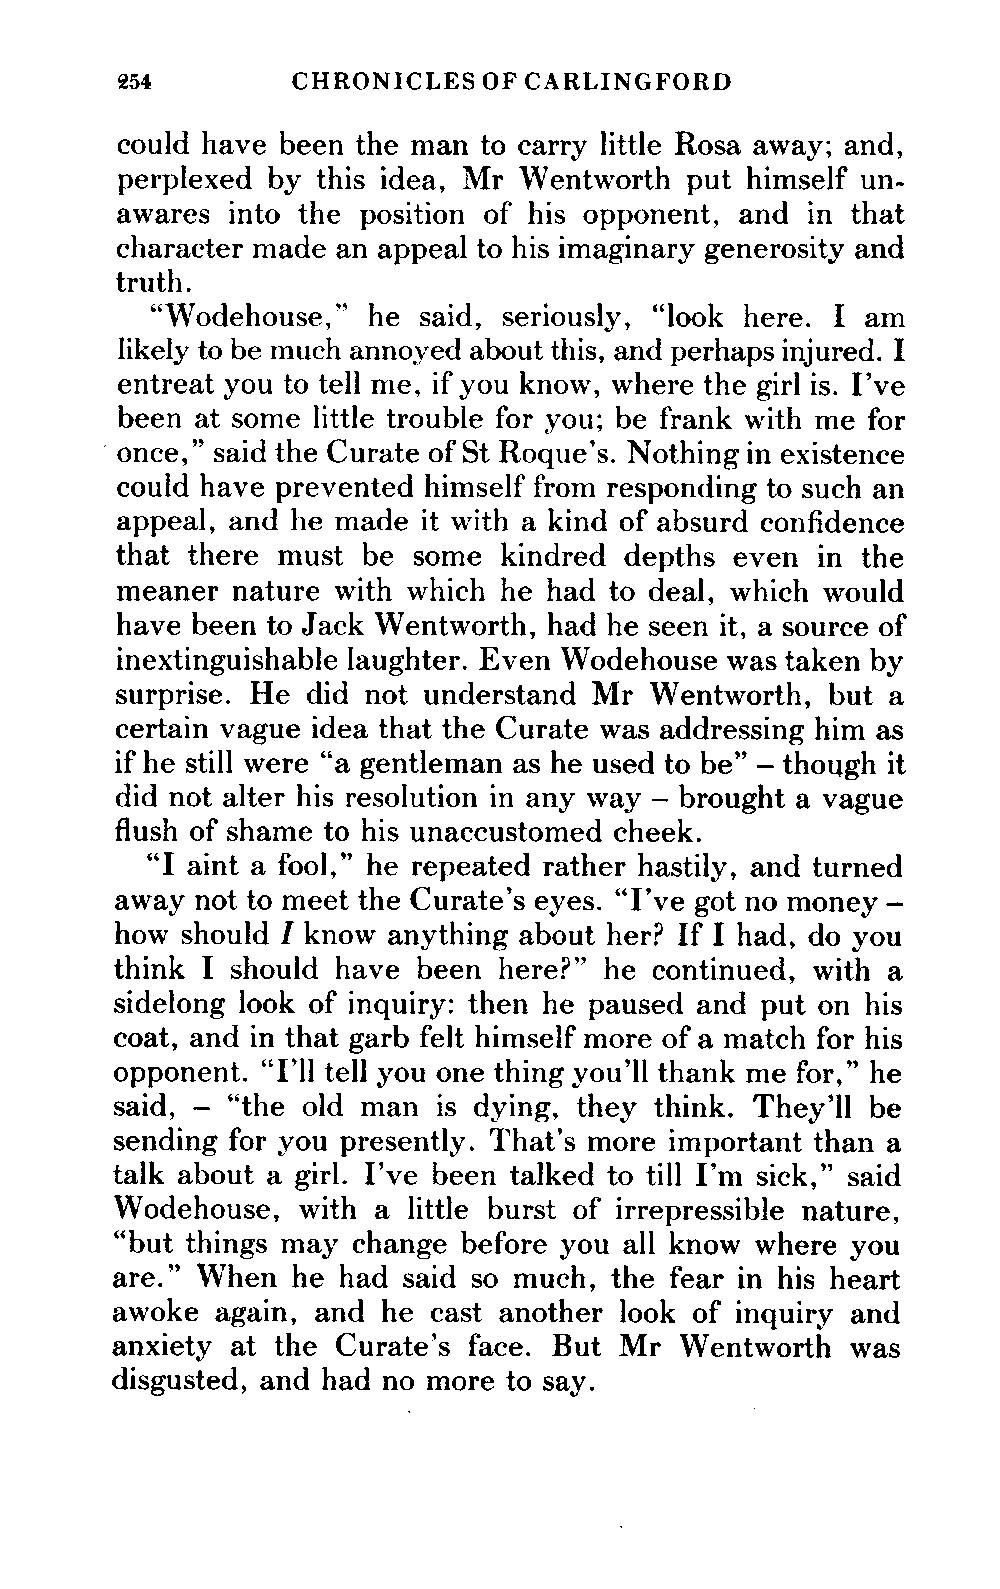 254 CHRONICLES OF CARLINGFORD
could have been the man to carry little Rosa away; and,
perplexed by this idea, Mr Wentworth put himself un-
awares into the position of his opponent, and in that
character made an appeal to his imaginary generosity and
truth.
“Wodehouse,” he said, seriously, “look here. I am
likely to be much annoyed about this, and perhaps injured. I
entreat you to tell me, if you know, where the girl is. I’ve
been at some little trouble for you; be frank with me for
once,” said the Curate of St Roque’s. Nothing in existence
could have prevented himself from responding to such an
appeal, and he made it with a kind of absurd confidence
that there must be some kindred depths even in the
meaner nature with which he had to deal, which would
have been to Jack Wentworth, had he seen it, a source of
inextinguishable laughter. Even Wodehouse was taken by
surprise. He did not understand Mr Wentworth, but a
certain vague idea that the Curate was addressing him as
if he still were “a gentleman as he used to be” – though it
did not alter his resolution in any way – brought a vague
flush of shame to his unaccustomed cheek.
“I aint a fool,” he repeated rather hastily, and turned
away not to meet the Curate’s eyes. “I’ve got no money –
how should I know anything about her? If I had, do you
think I should have been here?” he continued, with a
sidelong look of inquiry: then he paused and put on his
coat, and in that garb felt himself more of a match for his
opponent. “I’ll tell you one thing you’ll thank me for,” he
said, – “the old man is dying, they think. They’ll be
sending for you presently. That’s more important than a
talk about a girl. I’ve been talked to till I’m sick,” said
Wodehouse, with a little burst of irrepressible nature,
“but things may change before you all know where you
are.” When he had said so much, the fear in his heart
awoke again, and he cast another look of inquiry and
anxiety at the Curate’s face. But Mr Wentworth was
disgusted, and had no more to say.